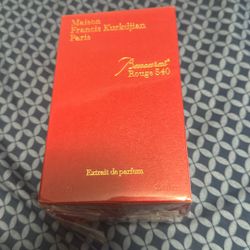 Maison
Francis Kurkdjian
Paris
Baccarat
Rouge 540
Extrait de parfum